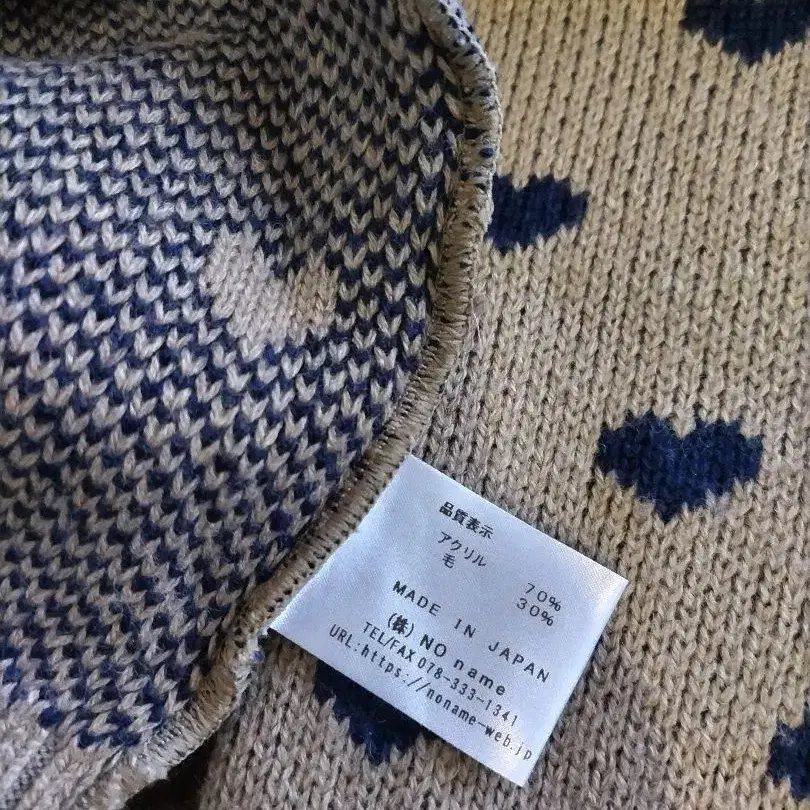 品質表示
アクリル 70%
毛 30%
MADE IN JAPAN
(株) NO name
TEL/FAX 078-333-1341
URL:https://noname-web.jp